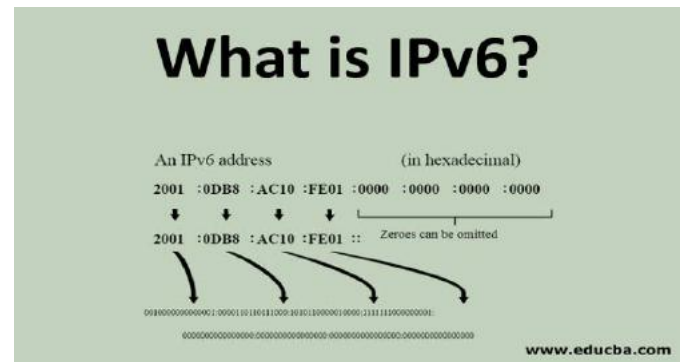 What is IPv6?
An IPv6 address (in hexadecimal)
2001 :0DB8 :AC10 :FE01 :0000 :0000 :0000 :0000
2001 :0DB8 :AC10 :FE01 :: Zeroes can be omitted
www.educba.com